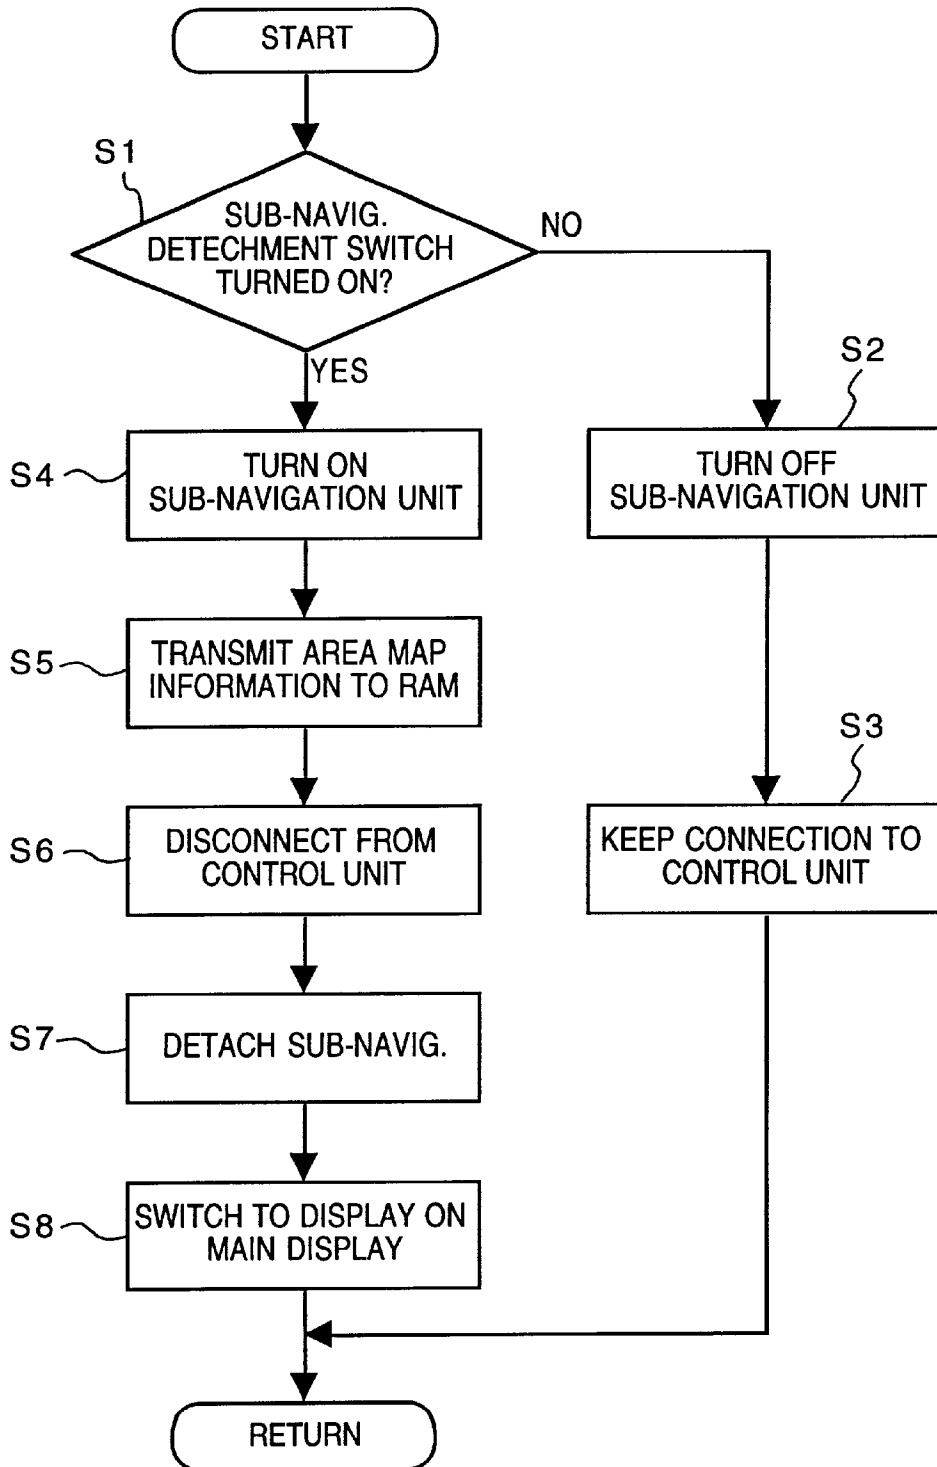 START
S1
SUB-NAVIG.
DETECHMENT SWITCH
TURNED ON?
NO
YES
S2
S4
TURN ON
SUB-NAVIGATION UNIT
TURN OFF
SUB-NAVIGATION UNIT
S5
TRANSMIT AREA MAP
INFORMATION TO RAM
S3
S6
DISCONNECT FROM
CONTROL UNIT
KEEP CONNECTION TO
CONTROL UNIT
S7
DETACH SUB-NAVIG.
S8
SWITCH TO DISPLAY ON
MAIN DISPLAY
RETURN